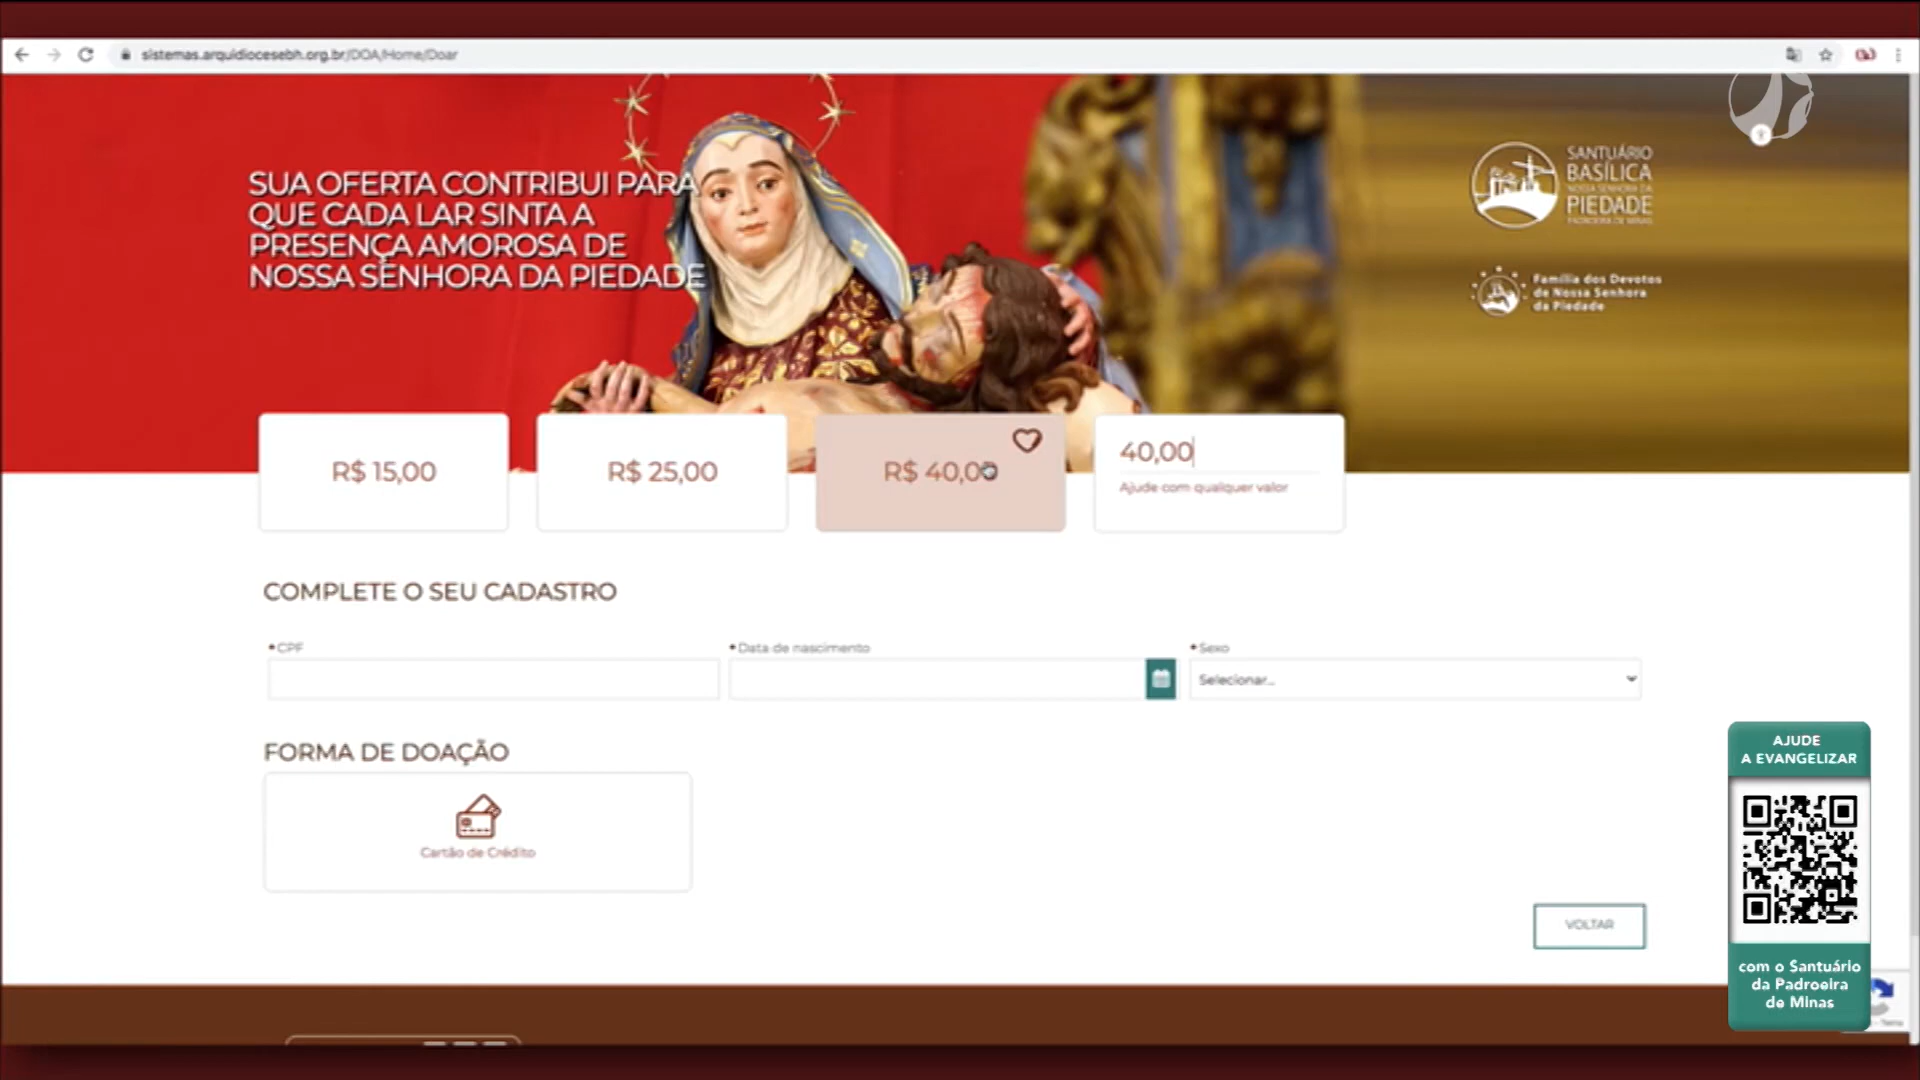 sistemas.arquidiocesebh.org.br/DOA/Home/Doar
SUA OFERTA CONTRIBUI PARA
QUE CADA LAR SINTA A
PRESENÇA AMOROSA DE
NOSSA SENHORA DA PIEDADE
SANTUÁRIO
BASÍLICA
NOSSA SENHORA DA
PIEDADE
PADROEIRA DE MINAS
Família dos Devotos
de Nossa Senhora
da Piedade
R$ 15,00
R$ 25,00
R$ 40,00
40,00
Ajude com qualquer valor
COMPLETE O SEU CADASTRO
*CPF
*Data de nascimento
*Sexo
Selecionar...
FORMA DE DOAÇÃO
Cartão de Crédito
VOLTAR
AJUDE
A EVANGELIZAR
com o Santuário
da Padroeira
de Minas